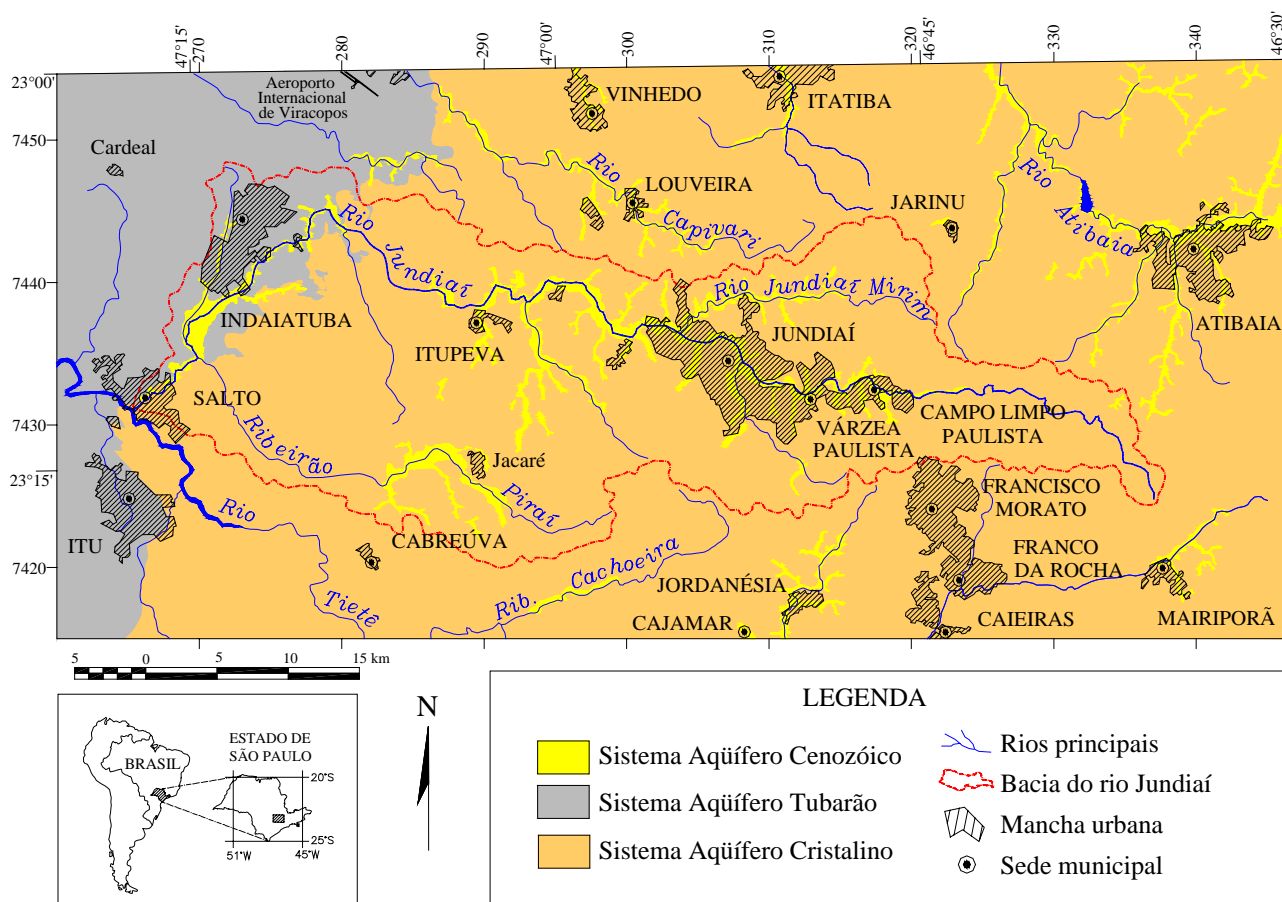 47°15'
270
280
290
47°00'
300
310
320
46°45'
330
340
46°30'
23°00'
7450
7440
7430
23°15'
7420
Aeroporto
Internacional
de Viracopos
VINHEDO
ITATIBA
Cardeal
Rio
LOUVEIRA
Capivari
JARINU
Rio
Atibaia
Rio
Jundiaí
Rio Jundiaí Mirim
INDAIATUBA
ITUPEVA
JUNDIAÍ
ATIBAIA
SALTO
VÁRZEA
PAULISTA
CAMPO LIMPO
PAULISTA
Ribeirão
Piraí
Jacaré
Rio
Tietê
ITU
CABREÚVA
Rib. Cachoeira
FRANCISCO
MORATO
FRANCO
DA ROCHA
JORDANÉSIA
CAJAMAR
CAIEIRAS
MAIRIPORÃ
5 0 5 10 15 km
BRASIL
ESTADO DE
SÃO PAULO
20°S
25°S
51°W
45°W
N
LEGENDA
Sistema Aqüífero Cenozóico
Sistema Aqüífero Tubarão
Sistema Aqüífero Cristalino
Rios principais
Bacia do rio Jundiaí
Mancha urbana
Sede municipal